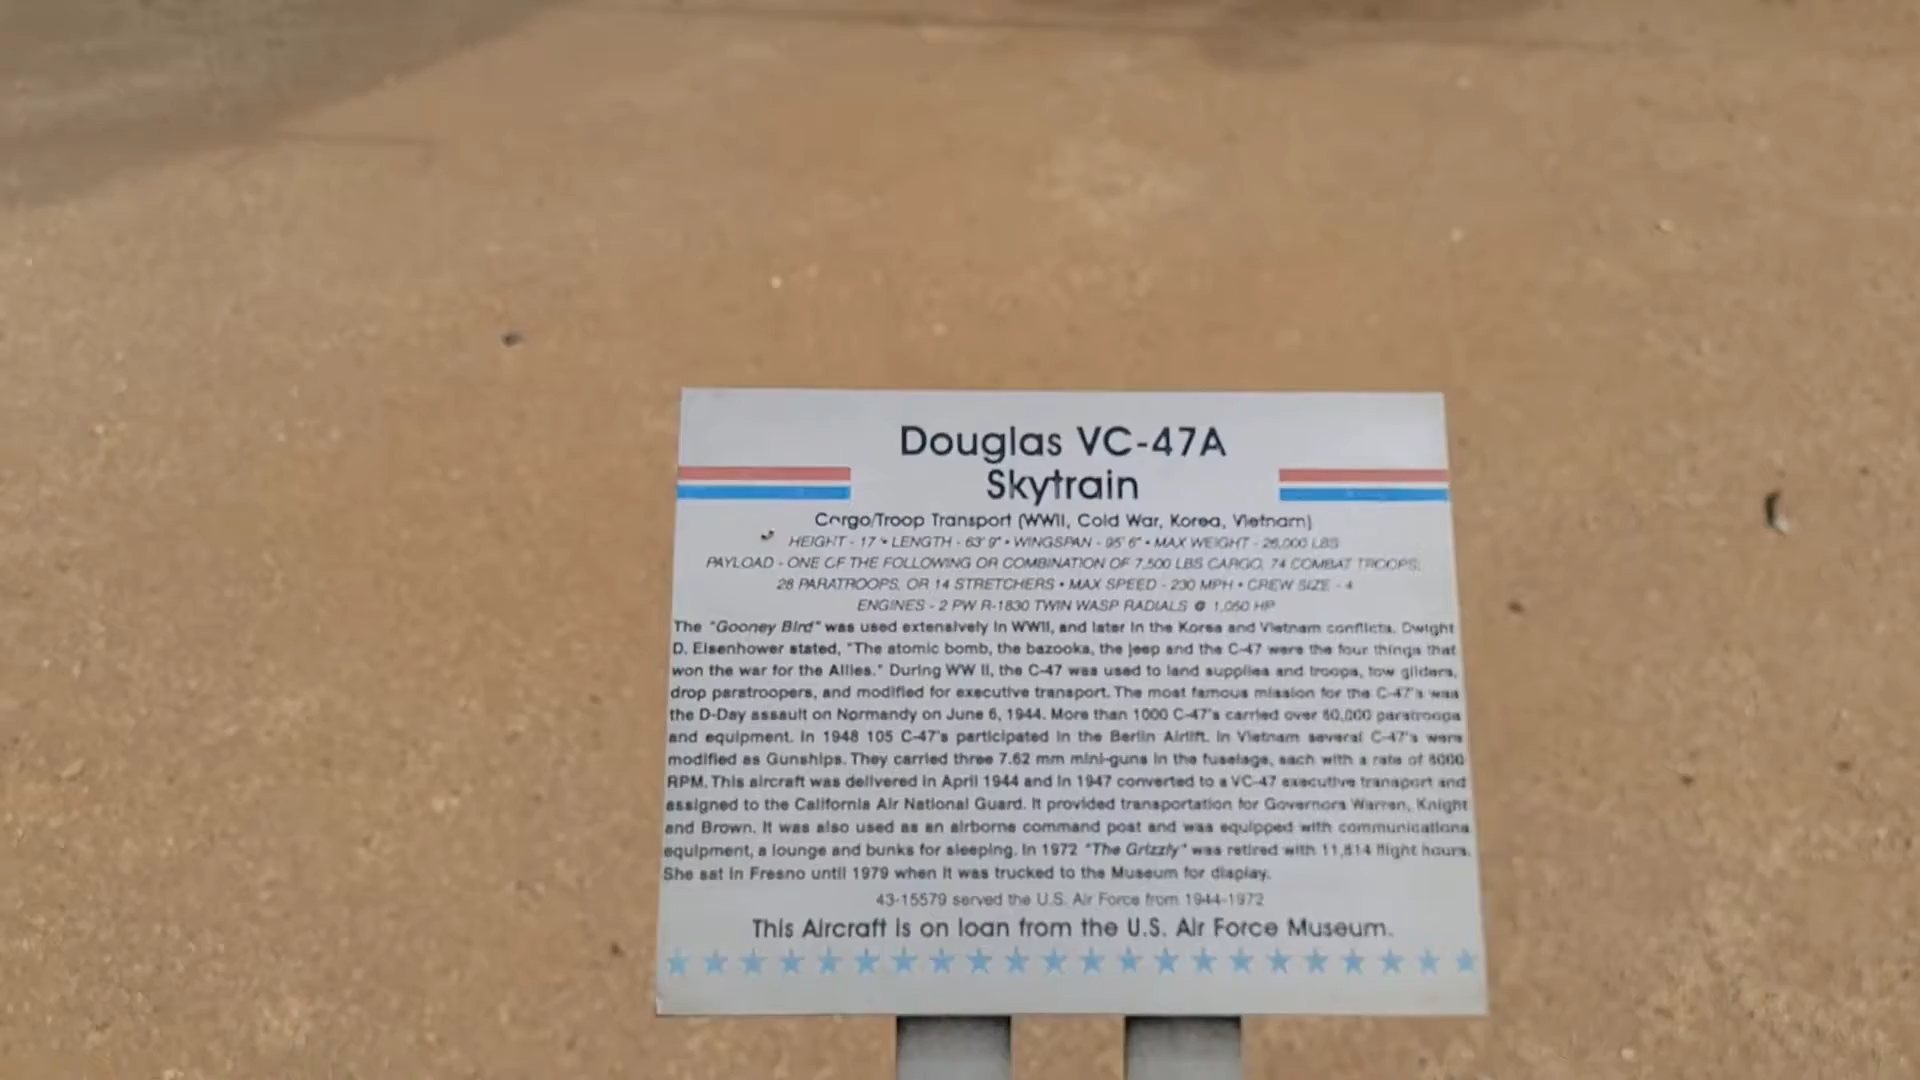 Douglas VC-47A
Skytrain
Cargo/Troop Transport (WWII, Cold War, Korea, Vietnam)
HEIGHT - 17' • LENGTH - 63' 9" • WINGSPAN - 95' 6" • MAX WEIGHT - 26,000 LBS
PAYLOAD - ONE OF THE FOLLOWING OR COMBINATION OF 7,500 LBS CARGO, 74 COMBAT TROOPS,
28 PARATROOPS, OR 14 STRETCHERS • MAX SPEED - 230 MPH • CREW SIZE - 4
ENGINES - 2 PW R-1830 TWIN WASP RADIALS @ 1,050 HP
The "Gooney Bird" was used extensively in WWII, and later in the Korea and Vietnam conflicts. Dwight
D. Eisenhower stated, "The atomic bomb, the bazooka, the jeep and the C-47 were the four things that
won the war for the Allies." During WW II, the C-47 was used to land supplies and troops, tow gliders,
drop paratroopers, and modified for executive transport. The most famous mission for the C-47's was
the D-Day assault on Normandy on June 6, 1944. More than 1000 C-47's carried over paratroops
and equipment. In 1948 105 C-47's participated in the Berlin Airlift. In Vietnam several C-47's were
modified as Gunships. They carried three 7.62 mm mini-guns in the fuselage, each with a rate of 6000
RPM. This aircraft was delivered in April 1944 and in 1947 converted to a VC-47 executive transport and
assigned to the California Air National Guard. It provided transportation for Governors Warren, Knight
and Brown. It was also used as an airborne command post and was equipped with communications
equipment, a lounge and bunks for sleeping. In 1972 "The Grizzly" was retired with 11,514 flight hours.
She sat in Fresno until 1979 when it was trucked to the Museum for display.
43-15579 served the U.S. Air Force from 1944-1972
This Aircraft is on loan from the U.S. Air Force Museum.